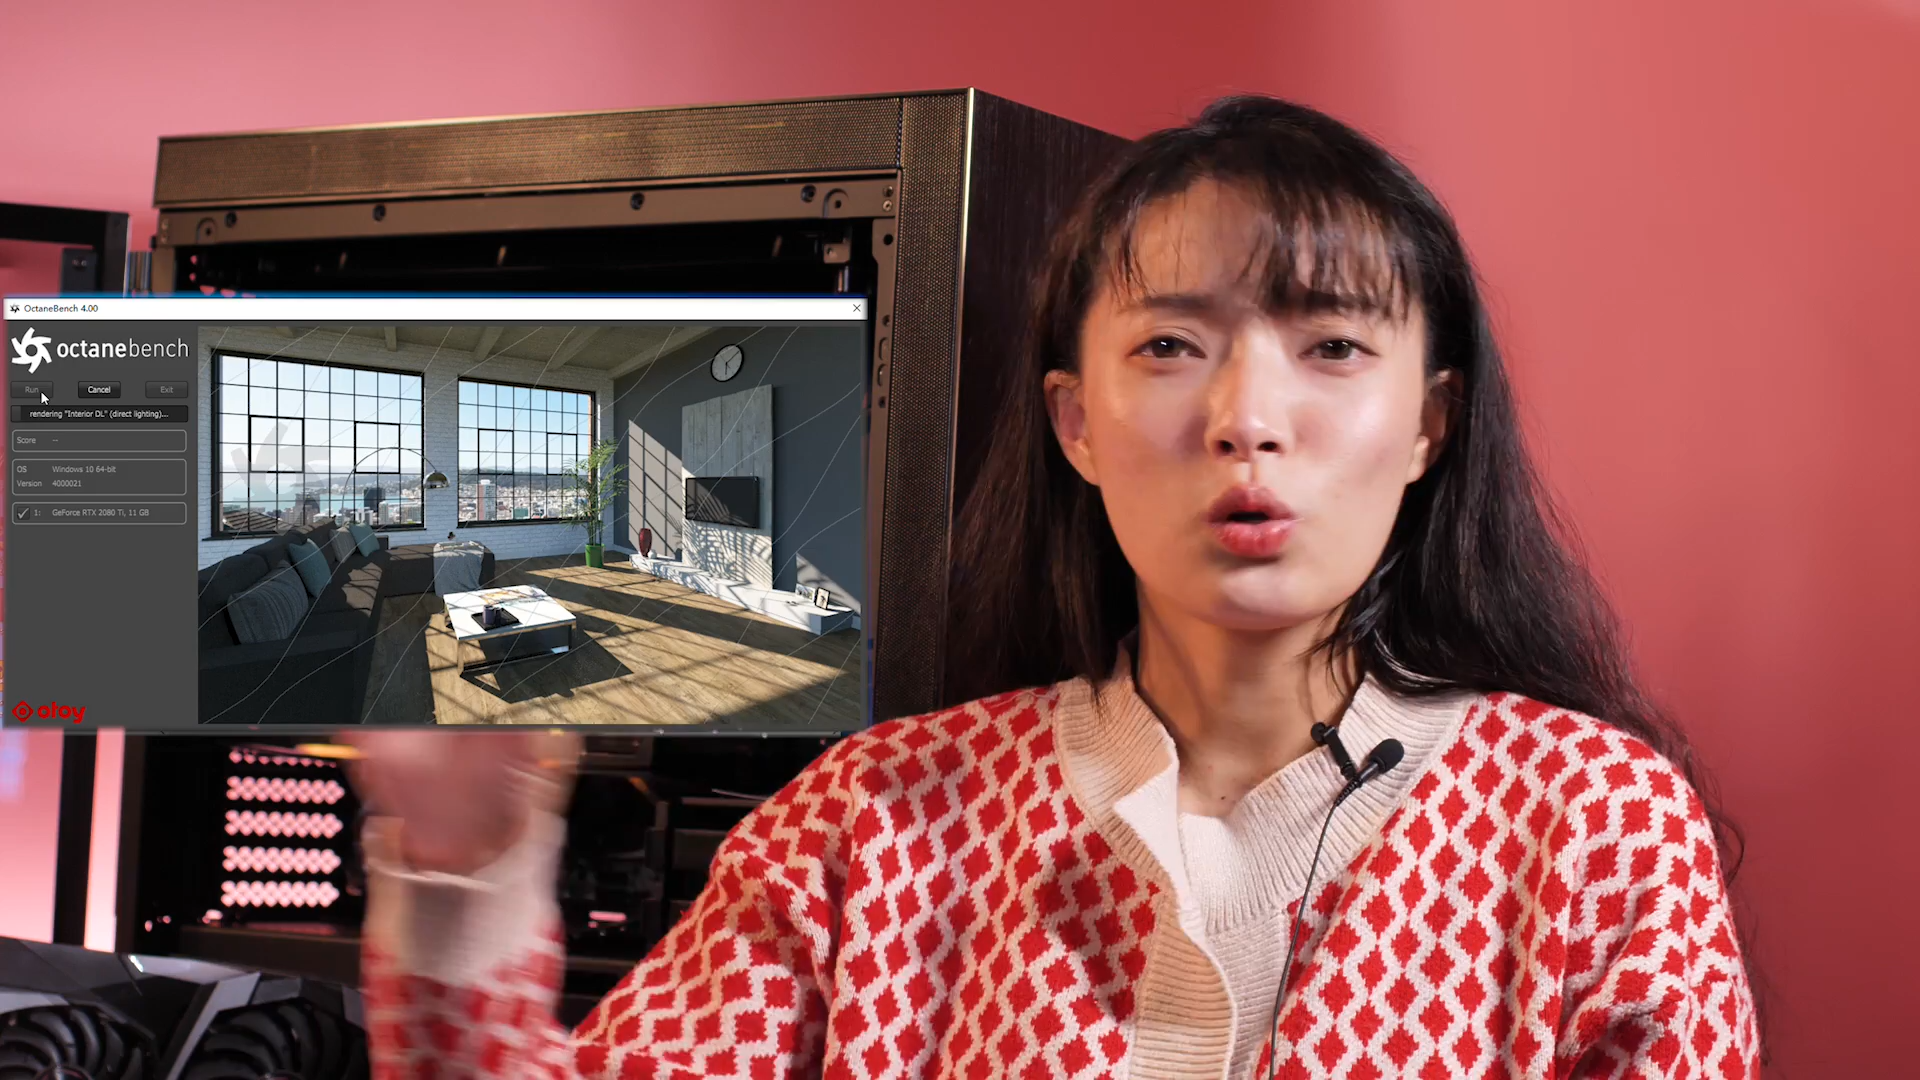 OctaneBench 4.00
octanebench
Run
Cancel
Exit
rendering "Interior DL" (direct lighting)...
Score --
OS Windows 10 64-bit
Version 4000021
1: GeForce RTX 2080 Ti, 11 GB
otoy